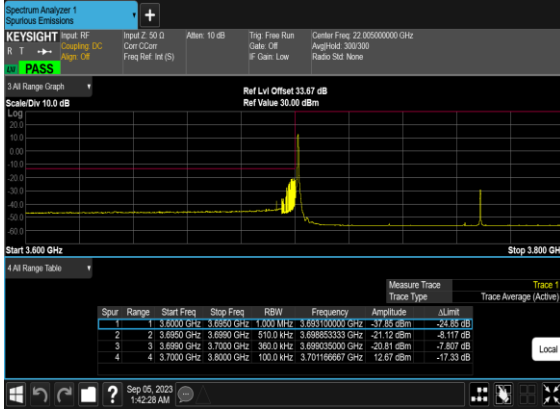 Spectrum Analyzer 1
Spurious Emissions
+
KEYSIGHT Input: RF Input Z: 50 Ω Atten: 10 dB Trig: Free Run Center Freq: 22.005000000 GHz
R T Coupling: DC Corr CCorr Gate: Off Avg|Hold: 300/300
Align: Off Freq Ref: Int (S) IF Gain: Low Radio Std: None
LXI PASS
3 All Range Graph Ref Lvl Offset 33.67 dB
Scale/Div 10.0 dB Ref Value 30.00 dBm
Log
20.0
10.0
0.00
-10.0
-20.0
-30.0
-40.0
-50.0
-60.0
Start 3.600 GHz Stop 3.800 GH
4 All Range Table
Measure Trace Trace 1
Trace Type Trace Average (Active)
Spur Range Start Freq Stop Freq RBW Frequency Amplitude ΔLimit
1 1 3.6000 GHz 3.6950 GHz 1.000 MHz 3.693100000 GHz -37.85 dBm -24.85 dB
2 2 3.6950 GHz 3.6990 GHz 510.0 kHz 3.698853333 GHz -21.12 dBm -8.117 dB
3 3 3.6990 GHz 3.7000 GHz 360.0 kHz 3.699035000 GHz -20.81 dBm -7.807 dB
4 4 3.7000 GHz 3.8000 GHz 100.0 kHz 3.701166667 GHz 12.67 dBm -17.33 dB
Local
? Sep 05, 2023
1:42:28 AM